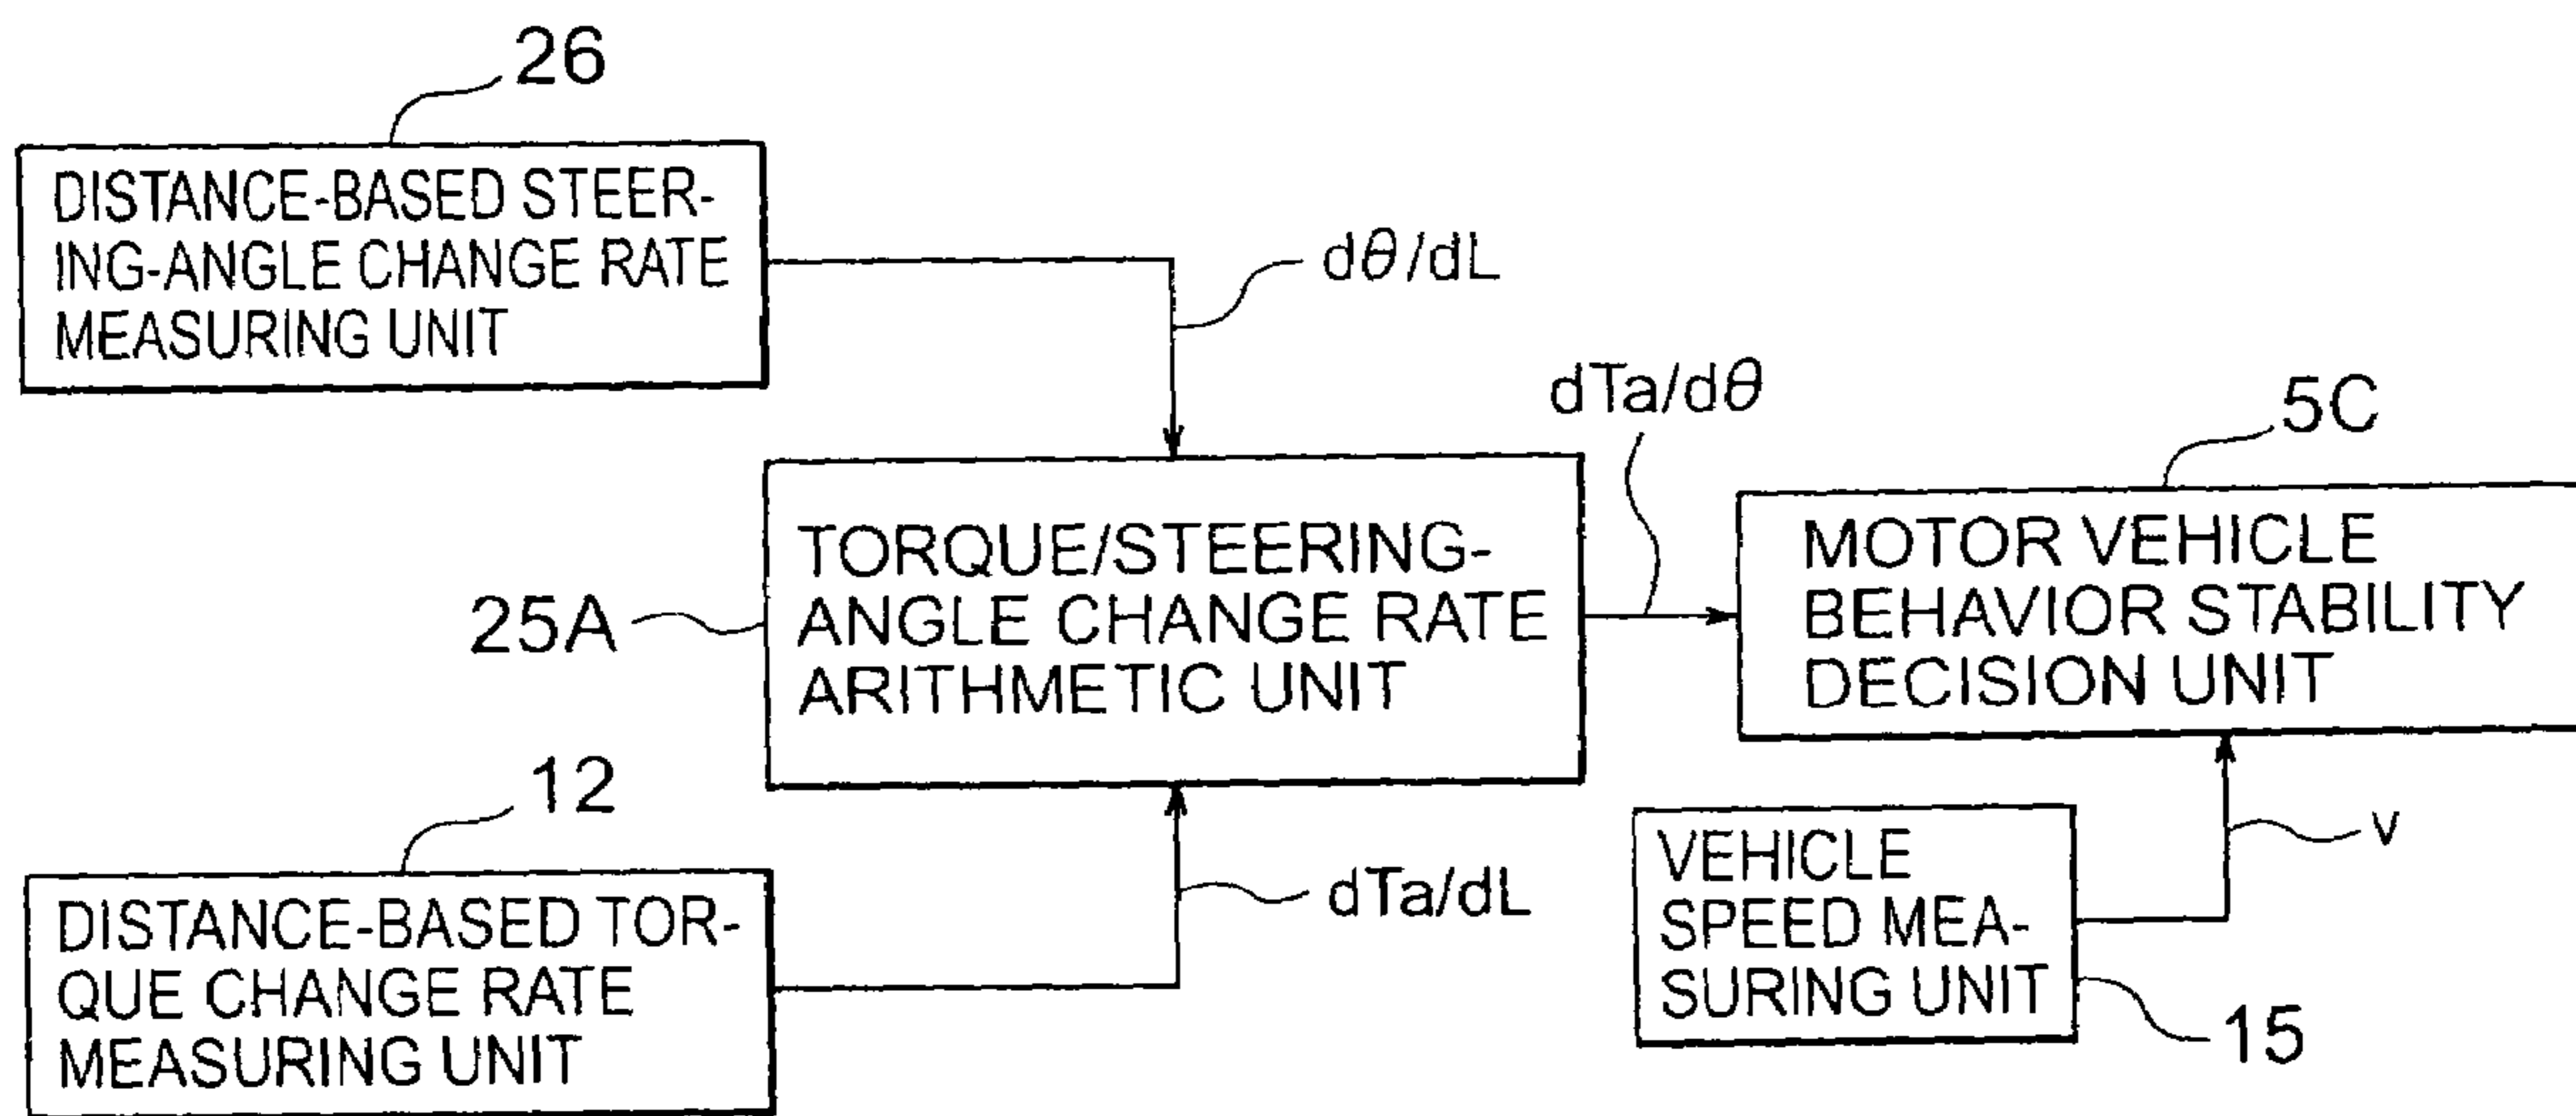 26
DISTANCE-BASED STEER-
ING-ANGLE CHANGE RATE
MEASURING UNIT
dθ/dL
dTa/dθ
5C
25A
TORQUE/STEERING-
ANGLE CHANGE RATE
ARITHMETIC UNIT
MOTOR VEHICLE
BEHAVIOR STABILITY
DECISION UNIT
12
DISTANCE-BASED TOR-
QUE CHANGE RATE
MEASURING UNIT
dTa/dL
VEHICLE
SPEED MEA-
SURING UNIT
v
15